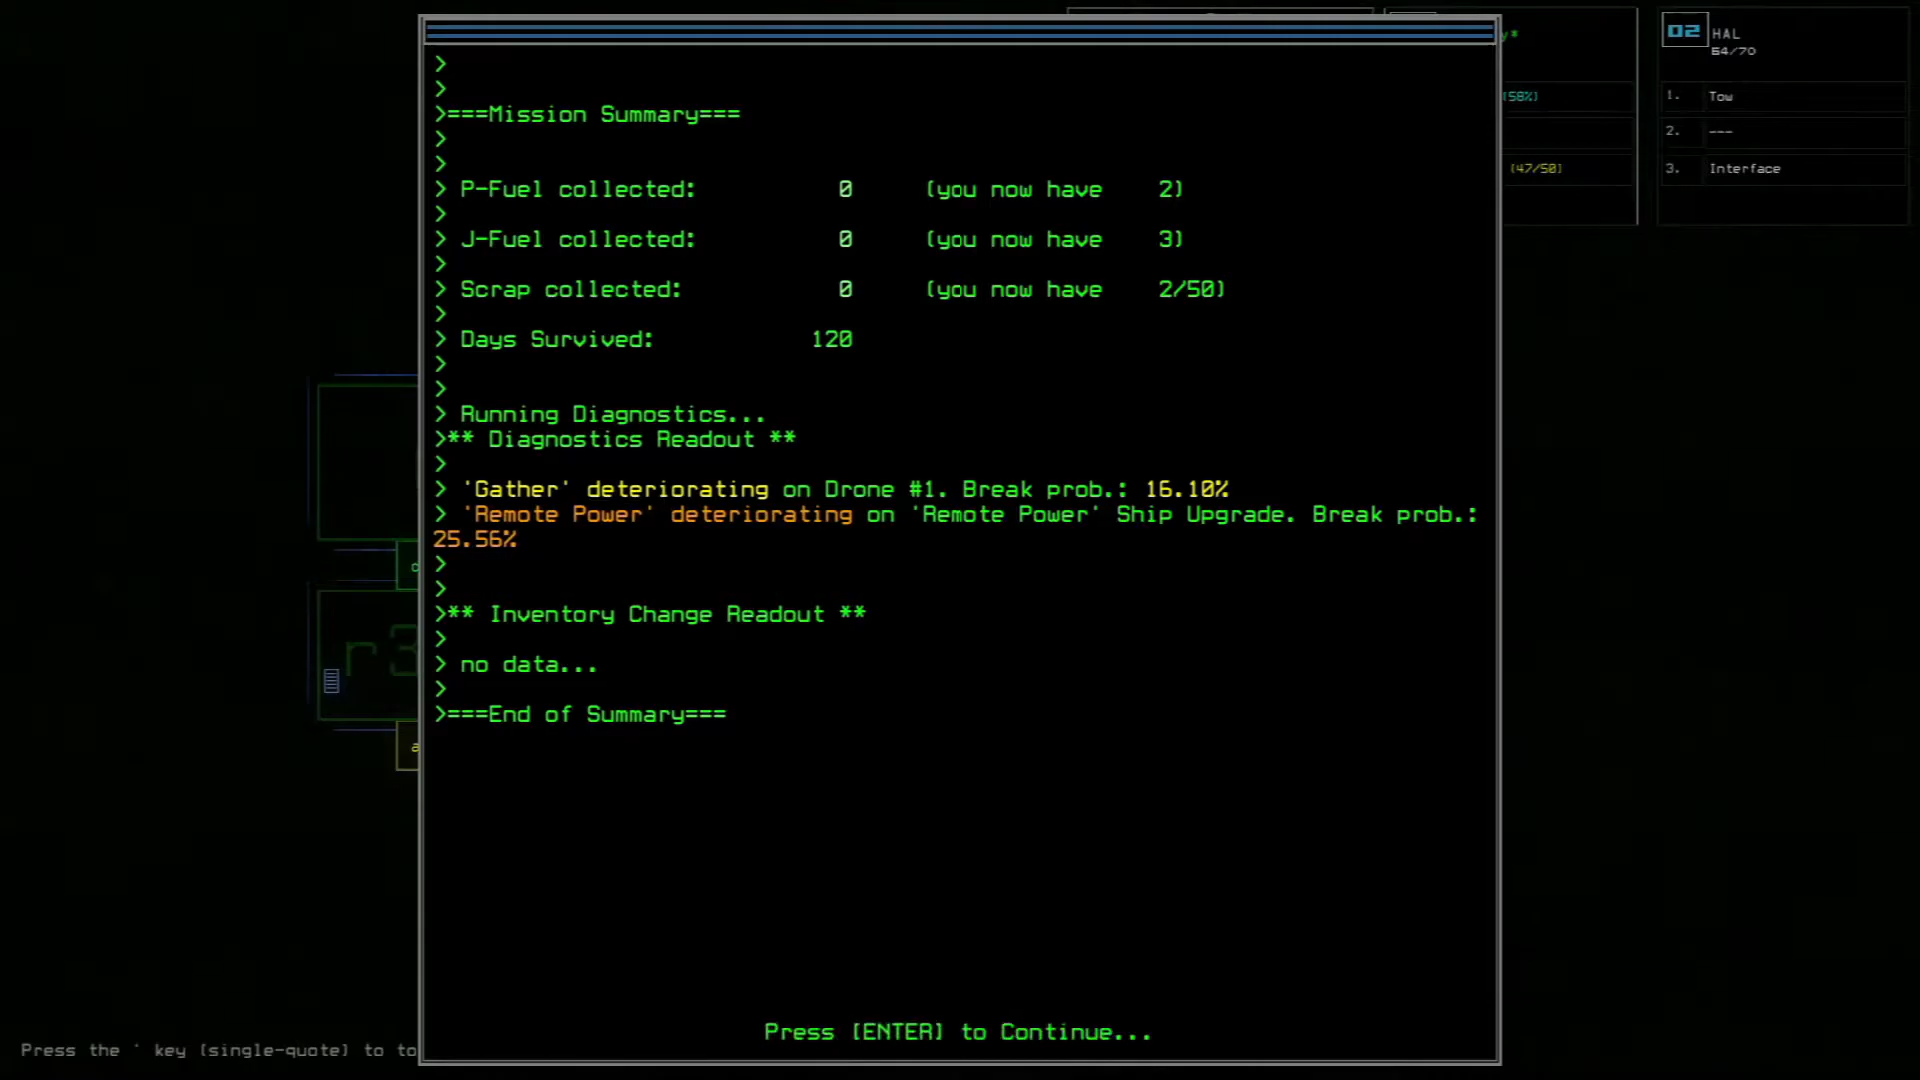 >
>
>===Mission Summary===
>
>
> P-Fuel collected: 0 (you now have 2)
>
> J-Fuel collected: 0 (you now have 3)
>
> Scrap collected: 0 (you now have 2/50)
>
> Days Survived: 120
>
>
> Running Diagnostics...
>** Diagnostics Readout **
>
> 'Gather' deteriorating on Drone #1. Break prob.: 16.10%
> 'Remote Power' deteriorating on 'Remote Power' Ship Upgrade. Break prob.:
25.56%
>
>
>** Inventory Change Readout **
>
> no data...
>
>===End of Summary===
Press [ENTER] to Continue...
y*
(58%)
(47/50)
02 HAL
64/70
1. Tow
2. ---
3. Interface
r3
Press the ' key (single-quote) to to